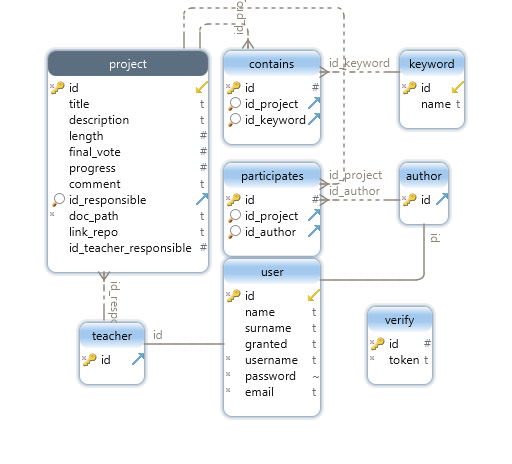 id_proj
project
id
title t
description t
length #
final_vote #
progress #
comment t
id_responsible
doc_path t
link_repo t
id_teacher_responsible #
contains
id #
id_project
id_keyword
id_keyword
keyword
id
name t
participates
id #
id_project
id_author
id_project
id_author
author
id
id
user
id
name t
surname t
granted t
username t
password ~
email t
id_respo
teacher
id
id
verify
id #
token t